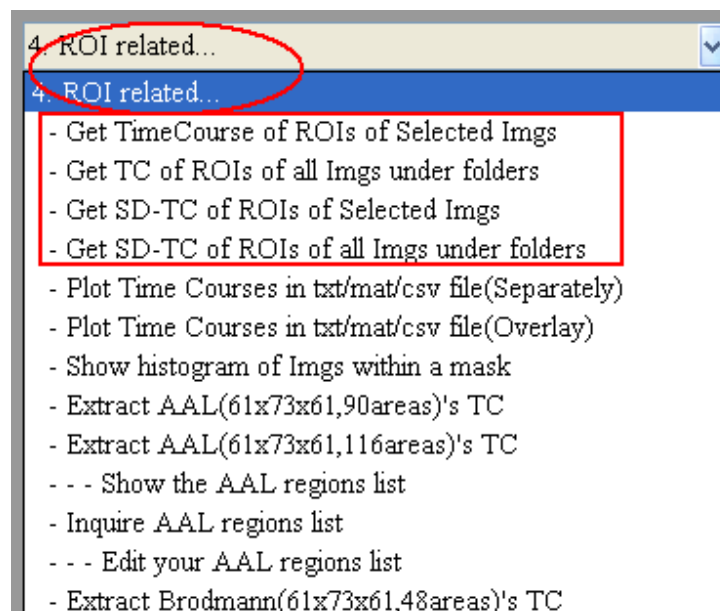 4. ROI related...
4. ROI related...
- Get TimeCourse of ROIs of Selected Imgs
- Get TC of ROIs of all Imgs under folders
- Get SD-TC of ROIs of Selected Imgs
- Get SD-TC of ROIs of all Imgs under folders
- Plot Time Courses in txt/mat/csv file(Separately)
- Plot Time Courses in txt/mat/csv file(Overlay)
- Show histogram of Imgs within a mask
- Extract AAL(61x73x61,90areas)'s TC
- Extract AAL(61x73x61,116areas)'s TC
- - - Show the AAL regions list
- Inquire AAL regions list
- - - Edit your AAL regions list
- Extract Brodmann(61x73x61,48areas)'s TC